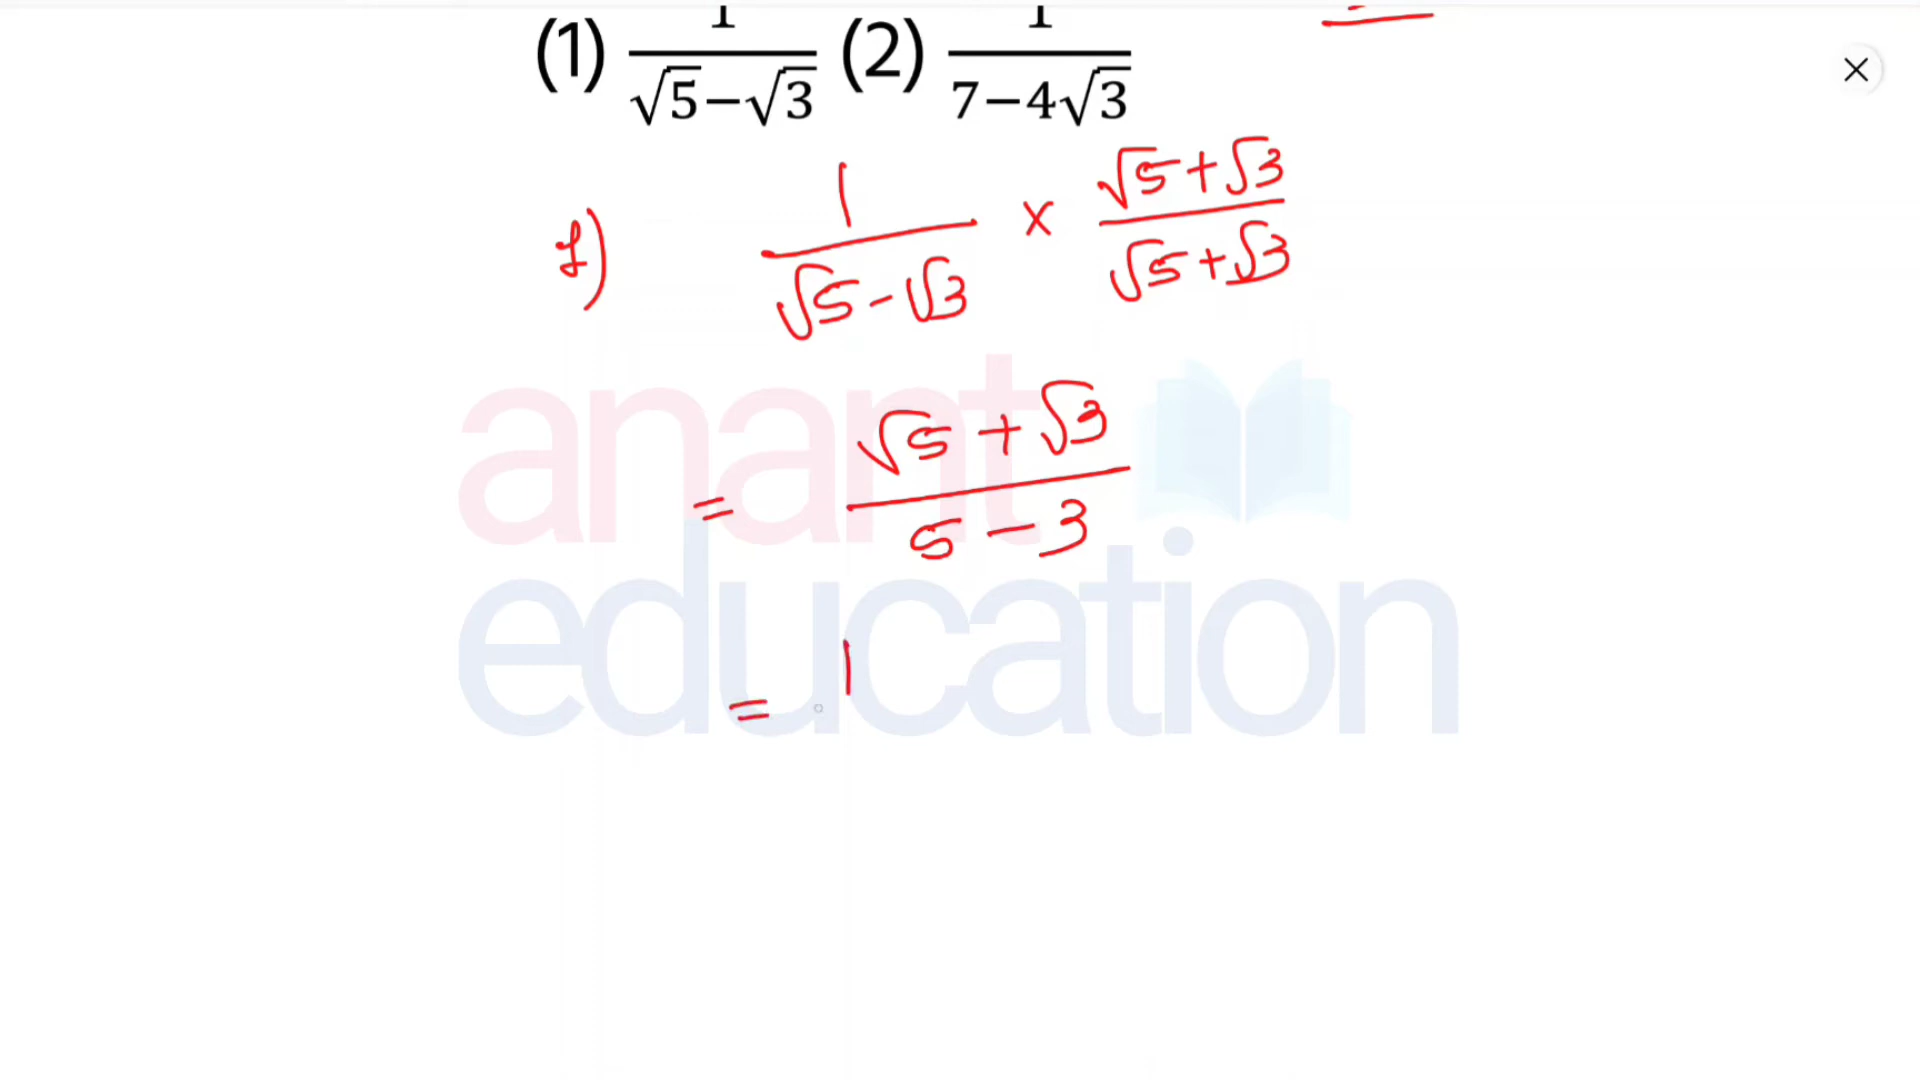 (1) 1/(√5−√3) (2) 1/(7−4√3)
1) 1/(√5-√3) × (√5+√3)/(√5+√3)
= (√5+√3)/(5-3)
= 1
anant
education